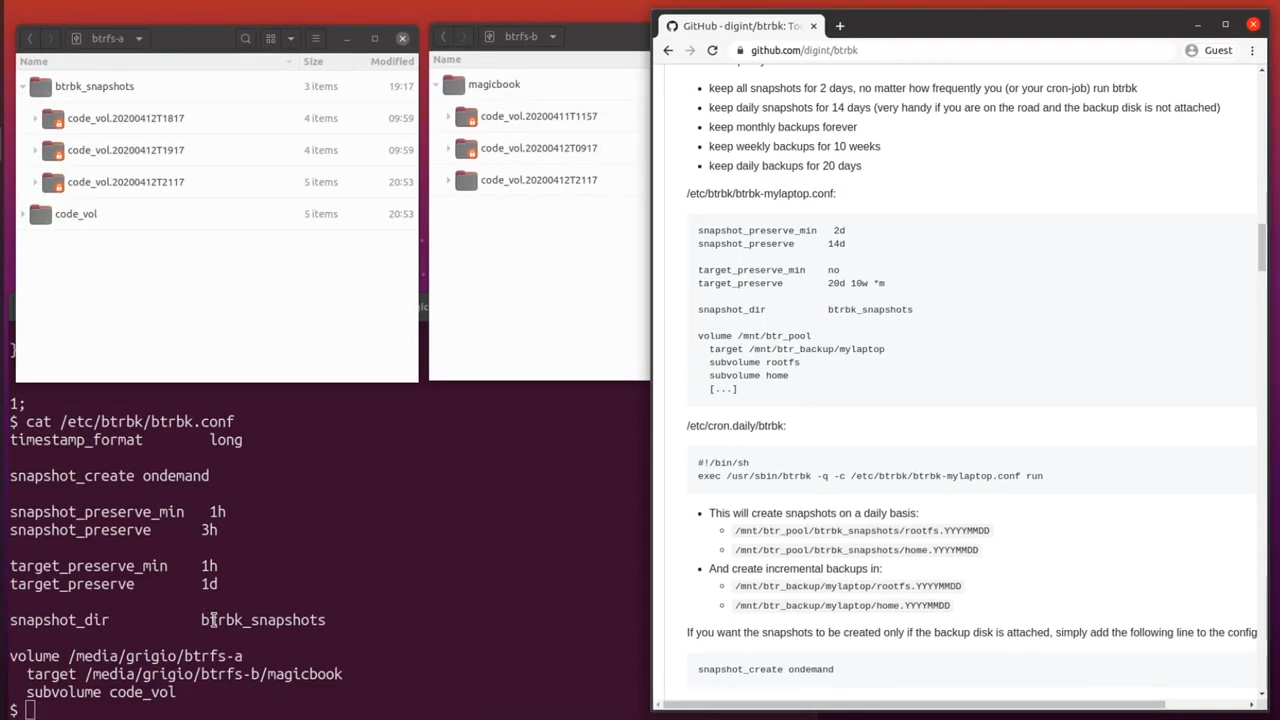 btrfs-a
Name Size Modified
btrbk_snapshots 3 items 19:17
code_vol.20200412T1817 4 items 09:59
code_vol.20200412T1917 4 items 09:59
code_vol.20200412T2117 5 items 20:53
code_vol 5 items 20:53
btrfs-b
Name
magicbook
code_vol.20200411T1157
code_vol.20200412T0917
code_vol.20200412T2117
}
1;
$ cat /etc/btrbk/btrbk.conf
timestamp_format long
snapshot_create ondemand
snapshot_preserve_min 1h
snapshot_preserve 3h
target_preserve_min 1h
target_preserve 1d
snapshot_dir btrbk_snapshots
volume /media/grigio/btrfs-a
target /media/grigio/btrfs-b/magicbook
subvolume code_vol
$
GitHub - digint/btrbk: To
github.com/digint/btrbk
Guest
keep all snapshots for 2 days, no matter how frequently you (or your cron-job) run btrbk
keep daily snapshots for 14 days (very handy if you are on the road and the backup disk is not attached)
keep monthly backups forever
keep weekly backups for 10 weeks
keep daily backups for 20 days
/etc/btrbk/btrbk-mylaptop.conf:
snapshot_preserve_min 2d
snapshot_preserve 14d
target_preserve_min no
target_preserve 20d 10w *m
snapshot_dir btrbk_snapshots
volume /mnt/btr_pool
target /mnt/btr_backup/mylaptop
subvolume rootfs
subvolume home
[...]
/etc/cron.daily/btrbk:
#!/bin/sh
exec /usr/sbin/btrbk -q -c /etc/btrbk/btrbk-mylaptop.conf run
This will create snapshots on a daily basis:
/mnt/btr_pool/btrbk_snapshots/rootfs.YYYYMMDD
/mnt/btr_pool/btrbk_snapshots/home.YYYYMMDD
And create incremental backups in:
/mnt/btr_backup/mylaptop/rootfs.YYYYMMDD
/mnt/btr_backup/mylaptop/home.YYYYMMDD
If you want the snapshots to be created only if the backup disk is attached, simply add the following line to the config
snapshot_create ondemand